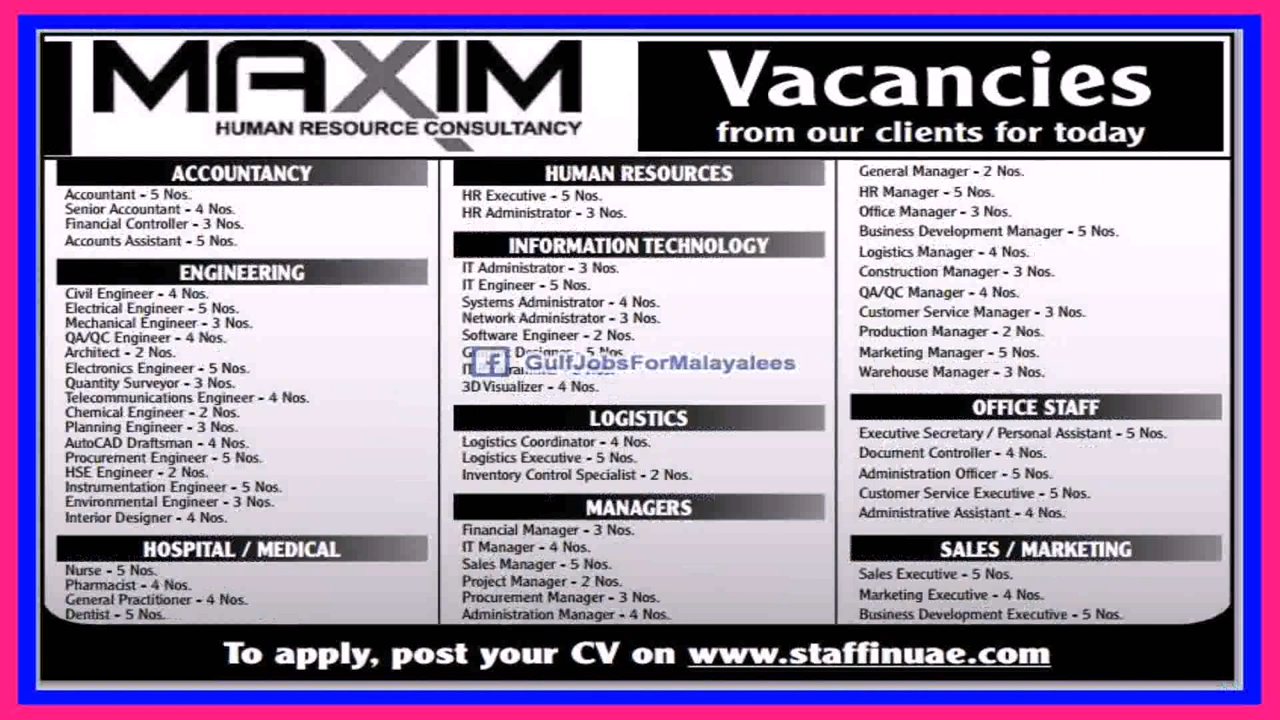 MAXIM
HUMAN RESOURCE CONSULTANCY
Vacancies
from our clients for today
ACCOUNTANCY
Accountant - 5 Nos.
Senior Accountant - 4 Nos.
Financial Controller - 3 Nos.
Accounts Assistant - 5 Nos.
ENGINEERING
Civil Engineer - 4 Nos.
Electrical Engineer - 5 Nos.
Mechanical Engineer - 3 Nos.
QA/QC Engineer - 4 Nos.
Architect - 2 Nos.
Electronics Engineer - 5 Nos.
Quantity Surveyor - 3 Nos.
Telecommunications Engineer - 4 Nos.
Chemical Engineer - 2 Nos.
Planning Engineer - 3 Nos.
AutoCAD Draftsman - 4 Nos.
Procurement Engineer - 5 Nos.
HSE Engineer - 2 Nos.
Instrumentation Engineer - 5 Nos.
Environmental Engineer - 3 Nos.
Interior Designer - 4 Nos.
HOSPITAL / MEDICAL
Nurse - 5 Nos.
Pharmacist - 4 Nos.
General Practitioner - 4 Nos.
Dentist - 5 Nos.
HUMAN RESOURCES
HR Executive - 5 Nos.
HR Administrator - 3 Nos.
INFORMATION TECHNOLOGY
IT Administrator - 3 Nos.
IT Engineer - 5 Nos.
Systems Administrator - 4 Nos.
Network Administrator - 3 Nos.
Software Engineer - 2 Nos.
Designer - 5 Nos.
GulfJobsForMalayalees
3D Visualizer - 4 Nos.
LOGISTICS
Logistics Coordinator - 4 Nos.
Logistics Executive - 5 Nos.
Inventory Control Specialist - 2 Nos.
MANAGERS
Financial Manager - 3 Nos.
IT Manager - 4 Nos.
Sales Manager - 5 Nos.
Project Manager - 2 Nos.
Procurement Manager - 3 Nos.
Administration Manager - 4 Nos.
General Manager - 2 Nos.
HR Manager - 5 Nos.
Office Manager - 3 Nos.
Business Development Manager - 5 Nos.
Logistics Manager - 4 Nos.
Construction Manager - 3 Nos.
QA/QC Manager - 4 Nos.
Customer Service Manager - 3 Nos.
Production Manager - 2 Nos.
Marketing Manager - 5 Nos.
Warehouse Manager - 3 Nos.
OFFICE STAFF
Executive Secretary / Personal Assistant - 5 Nos.
Document Controller - 4 Nos.
Administration Officer - 5 Nos.
Customer Service Executive - 5 Nos.
Administrative Assistant - 4 Nos.
SALES / MARKETING
Sales Executive - 5 Nos.
Marketing Executive - 4 Nos.
Business Development Executive - 5 Nos.
To apply, post your CV on www.staffinuae.com